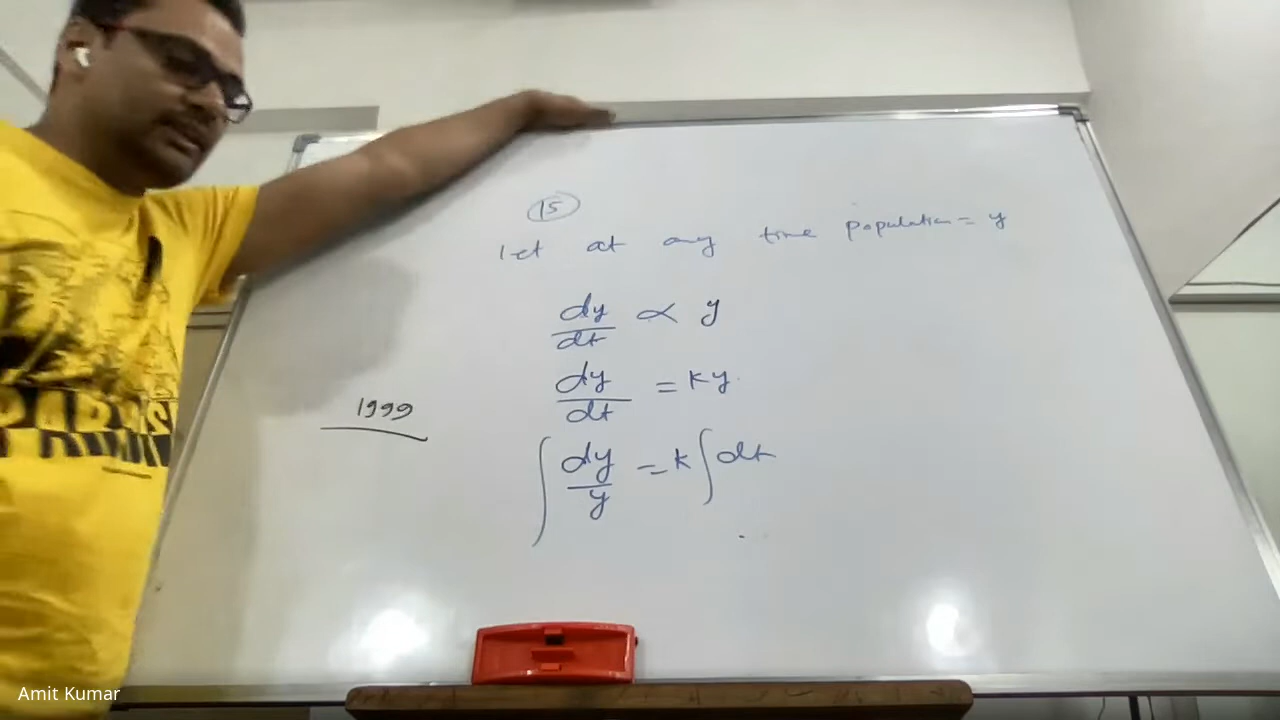 15
Let at any time population = y
dy/dt ∝ y
dy/dt = ky
1999
∫ dy/y = k ∫ dt
Amit Kumar